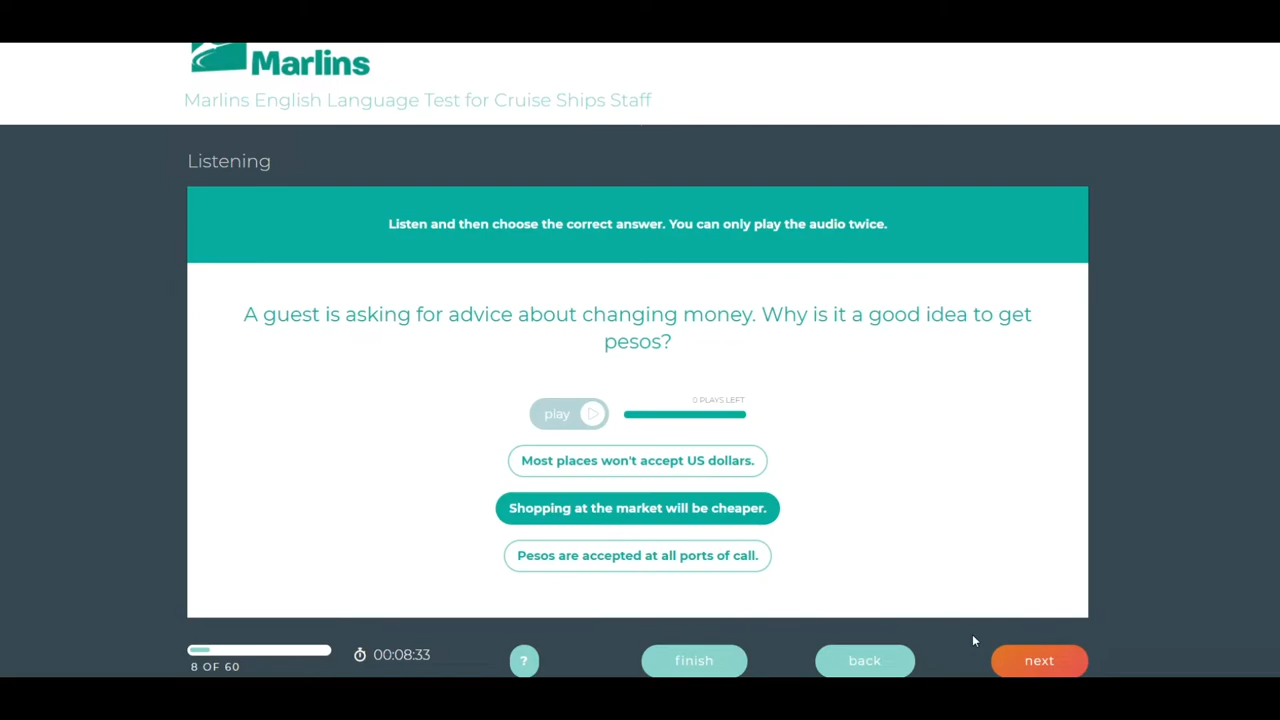 Marlins
Marlins English Language Test for Cruise Ships Staff
Listening
Listen and then choose the correct answer. You can only play the audio twice.
A guest is asking for advice about changing money. Why is it a good idea to get
pesos?
0 PLAYS LEFT
play
Most places won't accept US dollars.
Shopping at the market will be cheaper.
Pesos are accepted at all ports of call.
8 OF 60
00:08:33
?
finish
back
next